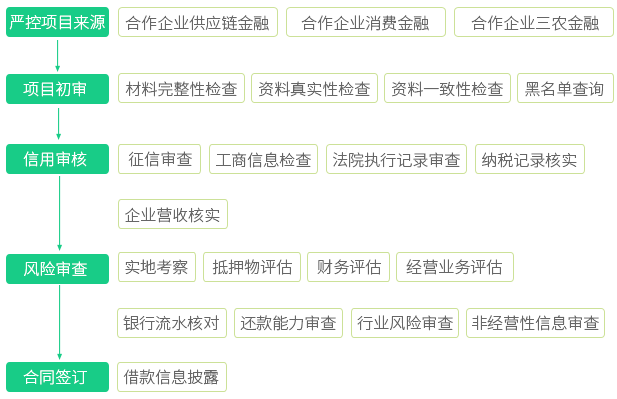 严控项目来源 合作企业供应链金融 合作企业消费金融 合作企业三农金融
项目初审 材料完整性检查 资料真实性检查 资料一致性检查 黑名单查询
信用审核 征信审查 工商信息检查 法院执行记录审查 纳税记录核实
企业营收核实
风险审查 实地考察 抵押物评估 财务评估 经营业务评估
银行流水核对 还款能力审查 行业风险审查 非经营性信息审查
合同签订 借款信息披露